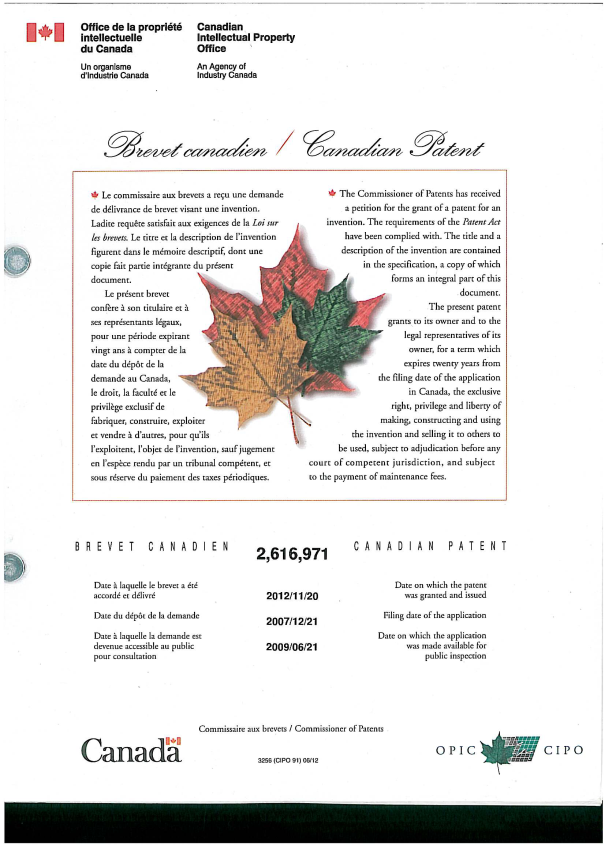 Office de la propriété
intellectuelle
du Canada
Un organisme
d'Industrie Canada
Canadian
Intellectual Property
Office
An Agency of
Industry Canada
Brevet canadien / Canadian Patent
Le commissaire aux brevets a reçu une demande
de délivrance de brevet visant une invention.
Ladite requête satisfait aux exigences de la Loi sur
les brevets. Le titre et la description de l'invention
figurent dans le mémoire descriptif, dont une
copie fait partie intégrante du présent
document.
Le présent brevet
confère à son titulaire et à
ses représentants légaux,
pour une période expirant
vingt ans à compter de la
date du dépôt de la
demande au Canada,
le droit, la faculté et le
privilège exclusif de
fabriquer, construire, exploiter
et vendre à d'autres, pour qu'ils
l'exploitent, l'objet de l'invention, sauf jugement
en l'espèce rendu par un tribunal compétent, et
sous réserve du paiement des taxes périodiques.
The Commissioner of Patents has received
a petition for the grant of a patent for an
invention. The requirements of the Patent Act
have been complied with. The title and a
description of the invention are contained
in the specification, a copy of which
forms an integral part of this
document.
The present patent
grants to its owner and to the
legal representatives of its
owner, for a term which
expires twenty years from
the filing date of the application
in Canada, the exclusive
right, privilege and liberty of
making, constructing and using
the invention and selling it to others to
be used, subject to adjudication before any
court of competent jurisdiction, and subject
to the payment of maintenance fees.
BREVET CANADIEN 2,616,971 CANADIAN PATENT
Date à laquelle le brevet a été
accordé et délivré
2012/11/20
Date on which the patent
was granted and issued
Date du dépôt de la demande
2007/12/21
Filing date of the application
Date à laquelle la demande est
devenue accessible au public
pour consultation
2009/06/21
Date on which the application
was made available for
public inspection
Commissaire aux brevets / Commissioner of Patents
Canada
3256 (CIPO 91) 06/12
OPIC CIPO